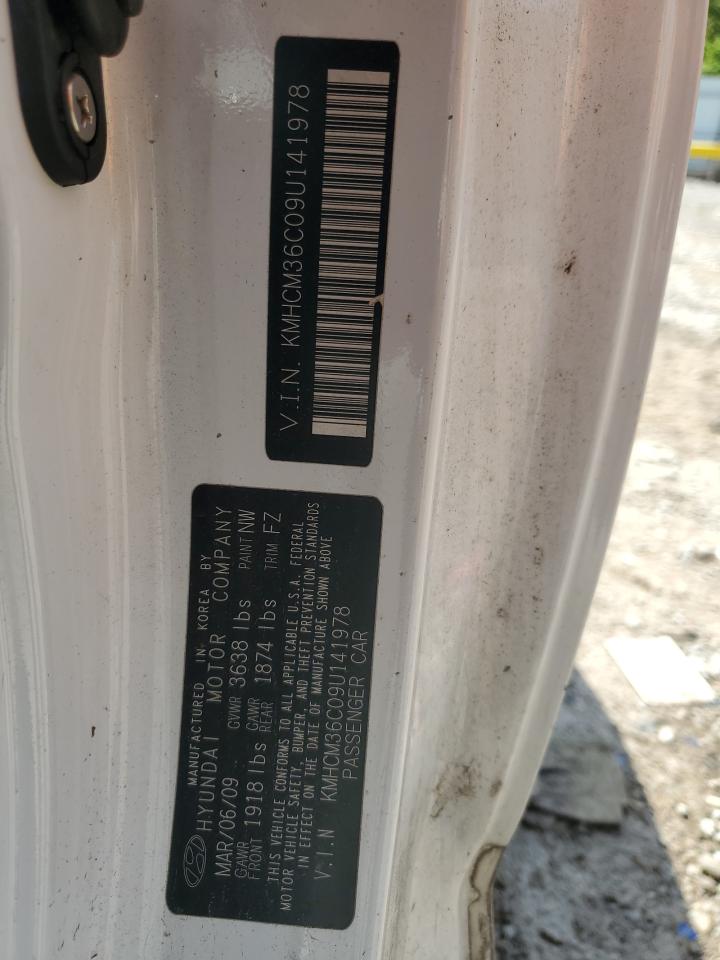 V.I.N. KMHCM36C09U141978
MANUFACTURED IN KOREA BY
HYUNDAI MOTOR COMPANY
MAR/06/09 GVWR 3638 lbs PAINT NW
GAWR FRONT 1918 lbs GAWR REAR 1874 lbs TRIM FZ
THIS VEHICLE CONFORMS TO ALL APPLICABLE U.S.A. FEDERAL
MOTOR VEHICLE SAFETY, BUMPER, AND THEFT PREVENTION STANDARDS
IN EFFECT ON THE DATE OF MANUFACTURE SHOWN ABOVE
V.I.N KMHCM36C09U141978
PASSENGER CAR